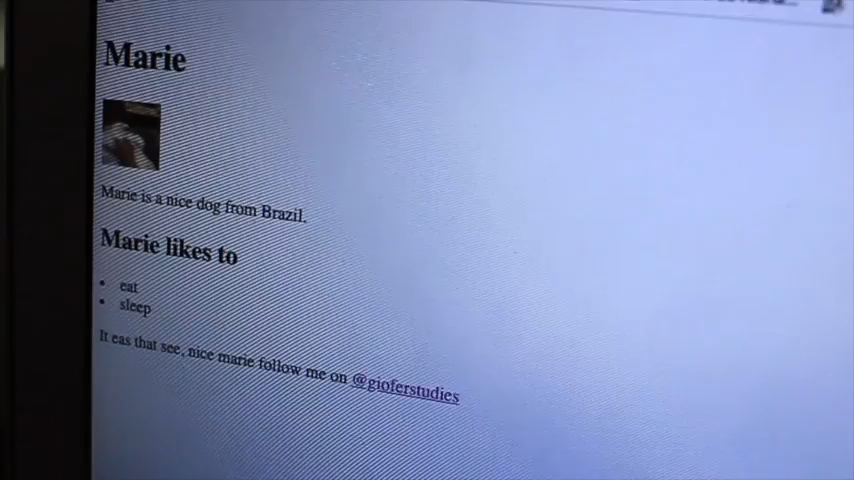 Marie
Marie is a nice dog from Brazil.
Marie likes to
• eat
• sleep
It eas that see, nice marie follow me on @gioferstudies